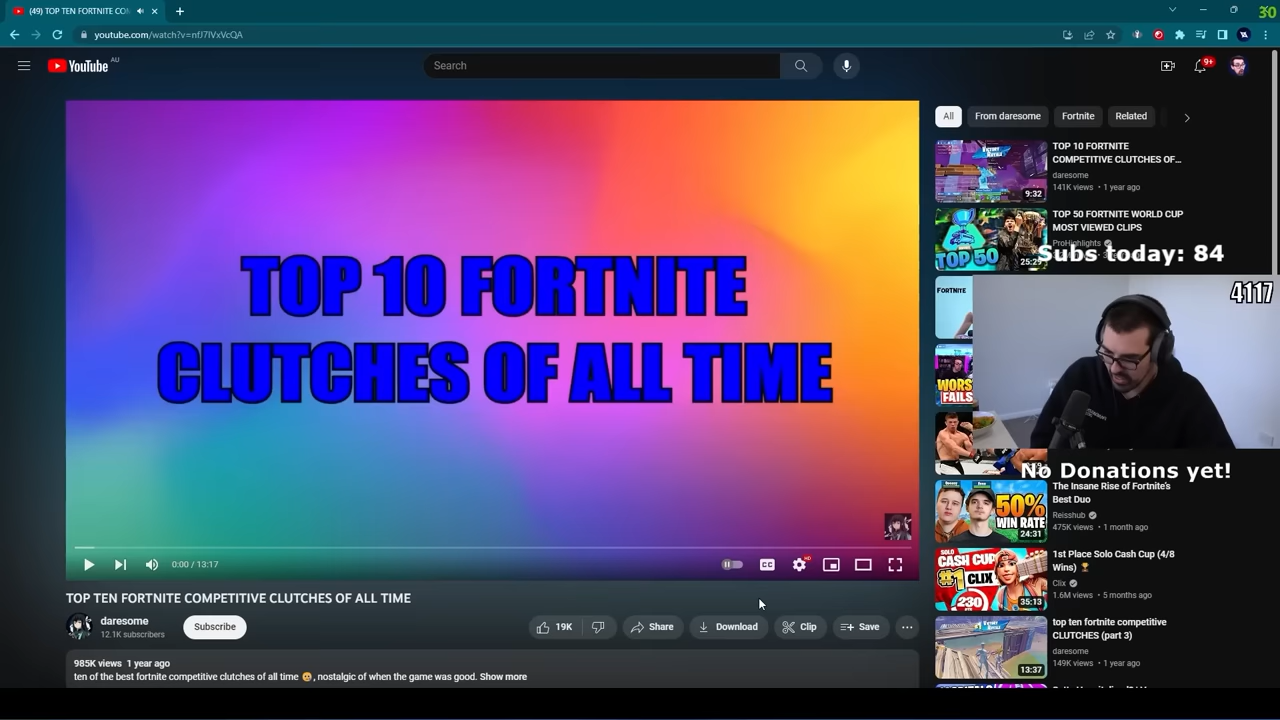 (49) TOP TEN FORTNITE CO
30
youtube.com/watch?v=nfJ7IVxVcQA
YouTube AU
Search
9+
TOP 10 FORTNITE
CLUTCHES OF ALL TIME
0:00 / 13:17
CC
HD
TOP TEN FORTNITE COMPETITIVE CLUTCHES OF ALL TIME
daresome
12.1K subscribers
Subscribe
19K
Share
Download
Clip
Save
985K views 1 year ago
ten of the best fortnite competitive clutches of all time 😕, nostalgic of when the game was good. Show more
All
From daresome
Fortnite
Related
TOP 10 FORTNITE
COMPETITIVE CLUTCHES OF...
daresome
141K views • 1 year ago
VICTORY ROYALE
9:32
TOP 50 FORTNITE WORLD CUP
MOST VIEWED CLIPS
ProHighlights
TOP 50
25:29
Subs today: 84
4117
FORTNITE
WORS
FAILS
No Donations yet!
The Insane Rise of Fortnite's
Best Duo
Reisshub
475K views • 1 month ago
50%
WIN RATE
24:31
1st Place Solo Cash Cup (4/8
Wins) 🏆
Clix
1.6M views • 5 months ago
SOLO
CASH CUP
#1 CLIX
230
35:13
top ten fortnite competitive
CLUTCHES (part 3)
daresome
149K views • 1 year ago
13:37